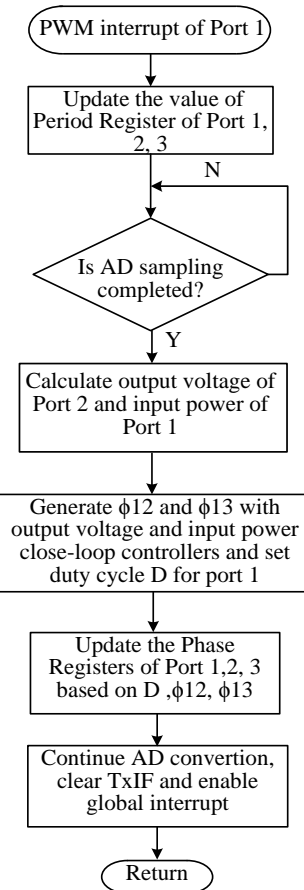 PWM interrupt of Port 1
Update the value of
Period Register of Port 1,
2, 3
N
Is AD sampling
completed?
Y
Calculate output voltage of
Port 2 and input power of
Port 1
Generate ϕ12 and ϕ13 with
output voltage and input power
close-loop controllers and set
duty cycle D for port 1
Update the Phase
Registers of Port 1,2, 3
based on D ,ϕ12, ϕ13
Continue AD convertion,
clear TxIF and enable
global interrupt
Return